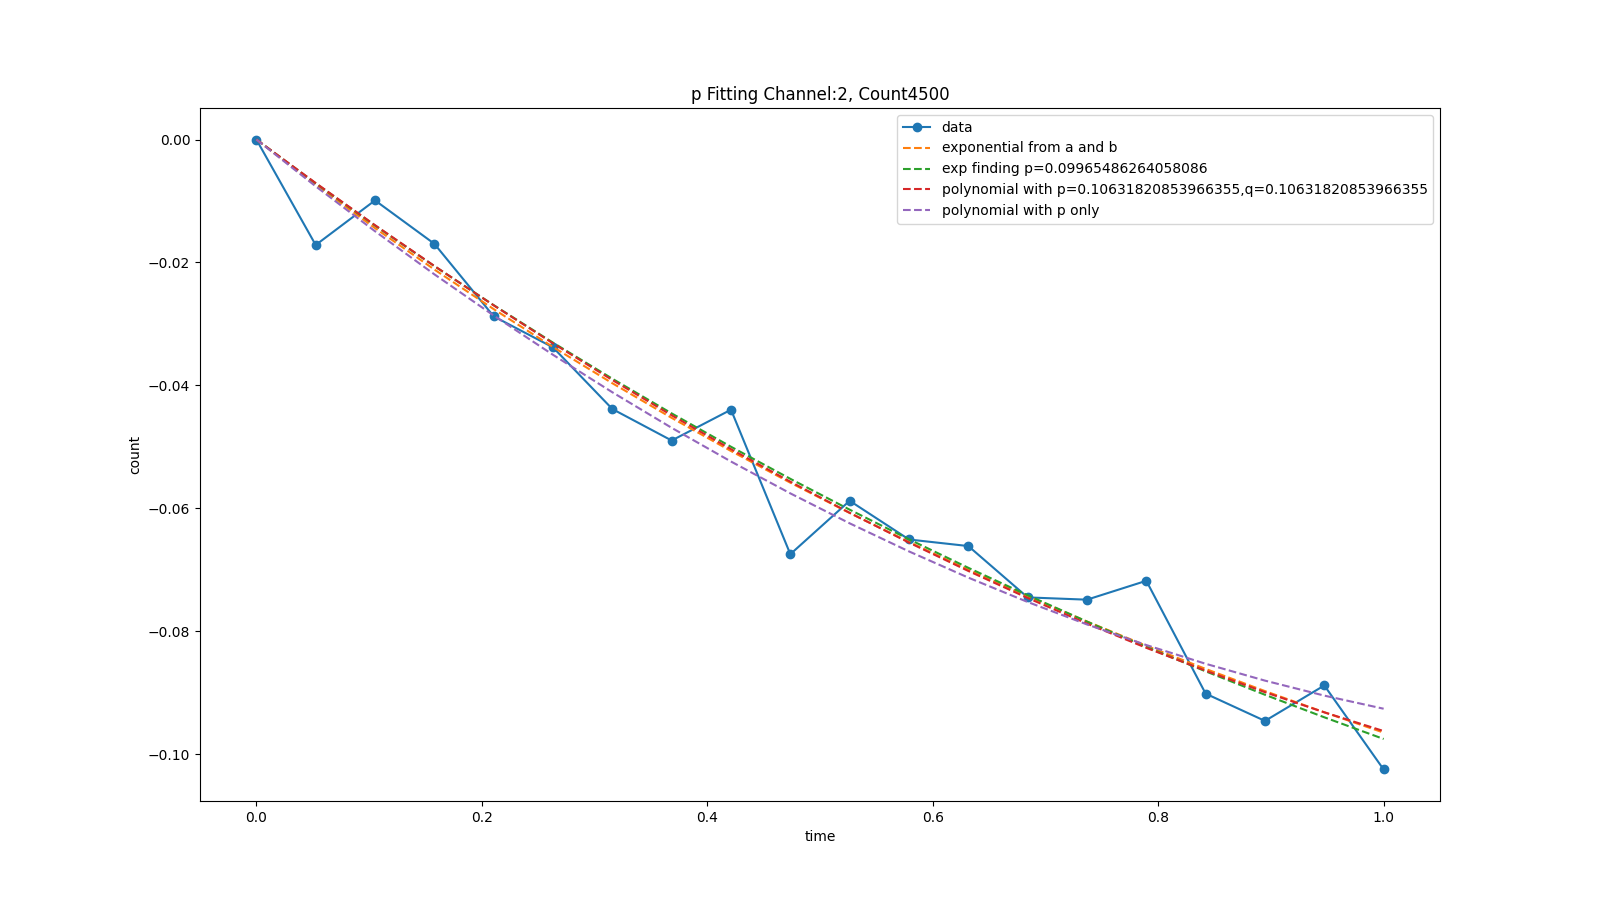 p Fitting Channel:2, Count4500
data
exponential from a and b
exp finding p=0.09965486264058086
polynomial with p=0.10631820853966355,q=0.10631820853966355
polynomial with p only
0.00
−0.02
−0.04
−0.06
−0.08
−0.10
count
0.0 0.2 0.4 0.6 0.8 1.0
time